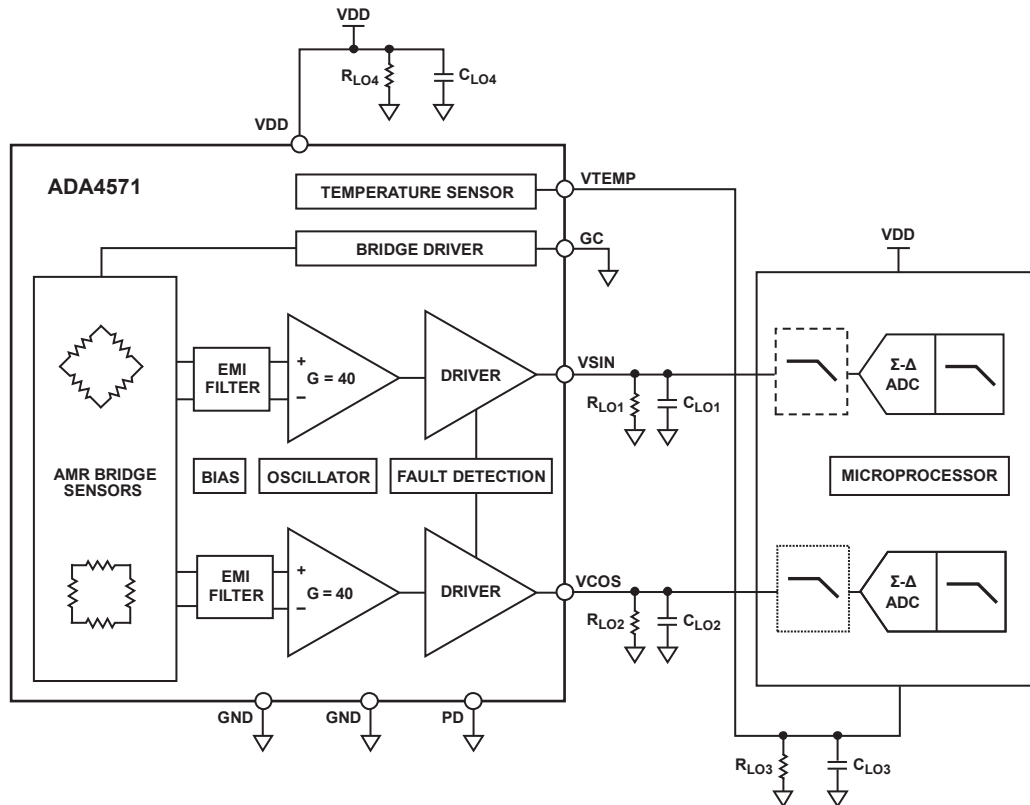 VDD
RLO4
CLO4
VDD
ADA4571
TEMPERATURE SENSOR
VTEMP
BRIDGE DRIVER
GC
VDD
EMI
FILTER
+
–
G = 40
DRIVER
VSIN
RLO1
CLO1
Σ-Δ
ADC
AMR BRIDGE
SENSORS
BIAS
OSCILLATOR
FAULT DETECTION
MICROPROCESSOR
EMI
FILTER
+
–
G = 40
DRIVER
VCOS
RLO2
CLO2
Σ-Δ
ADC
GND
GND
PD
RLO3
CLO3